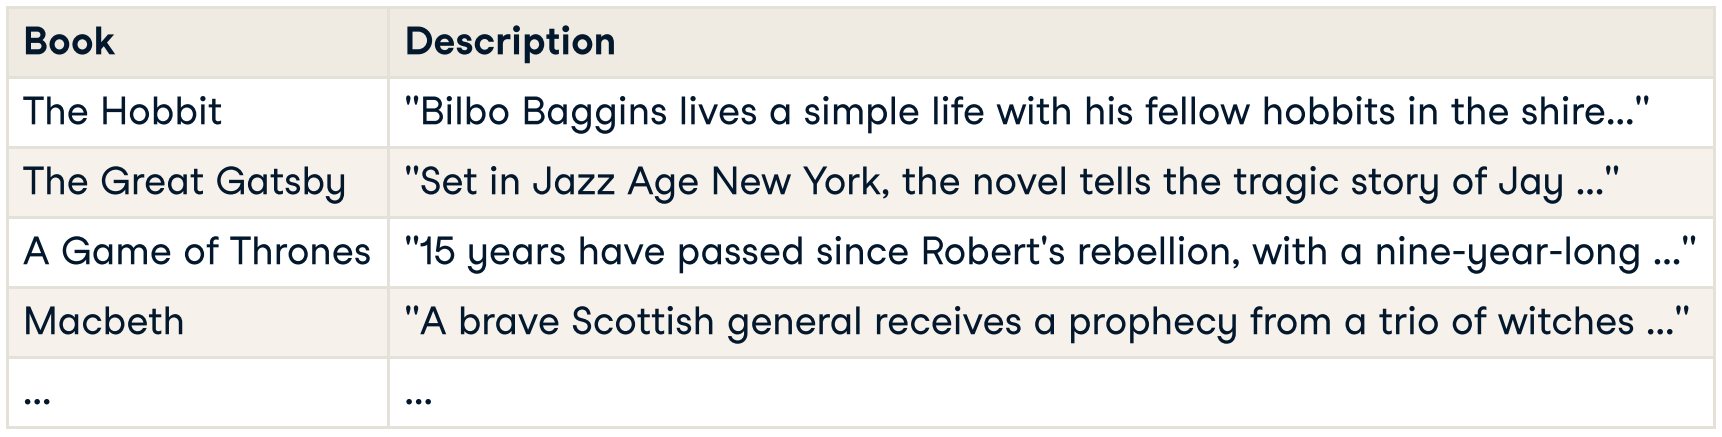 Book Description
The Hobbit "Bilbo Baggins lives a simple life with his fellow hobbits in the shire..."
The Great Gatsby "Set in Jazz Age New York, the novel tells the tragic story of Jay ..."
A Game of Thrones "15 years have passed since Robert's rebellion, with a nine-year-long ..."
Macbeth "A brave Scottish general receives a prophecy from a trio of witches ..."
... ...